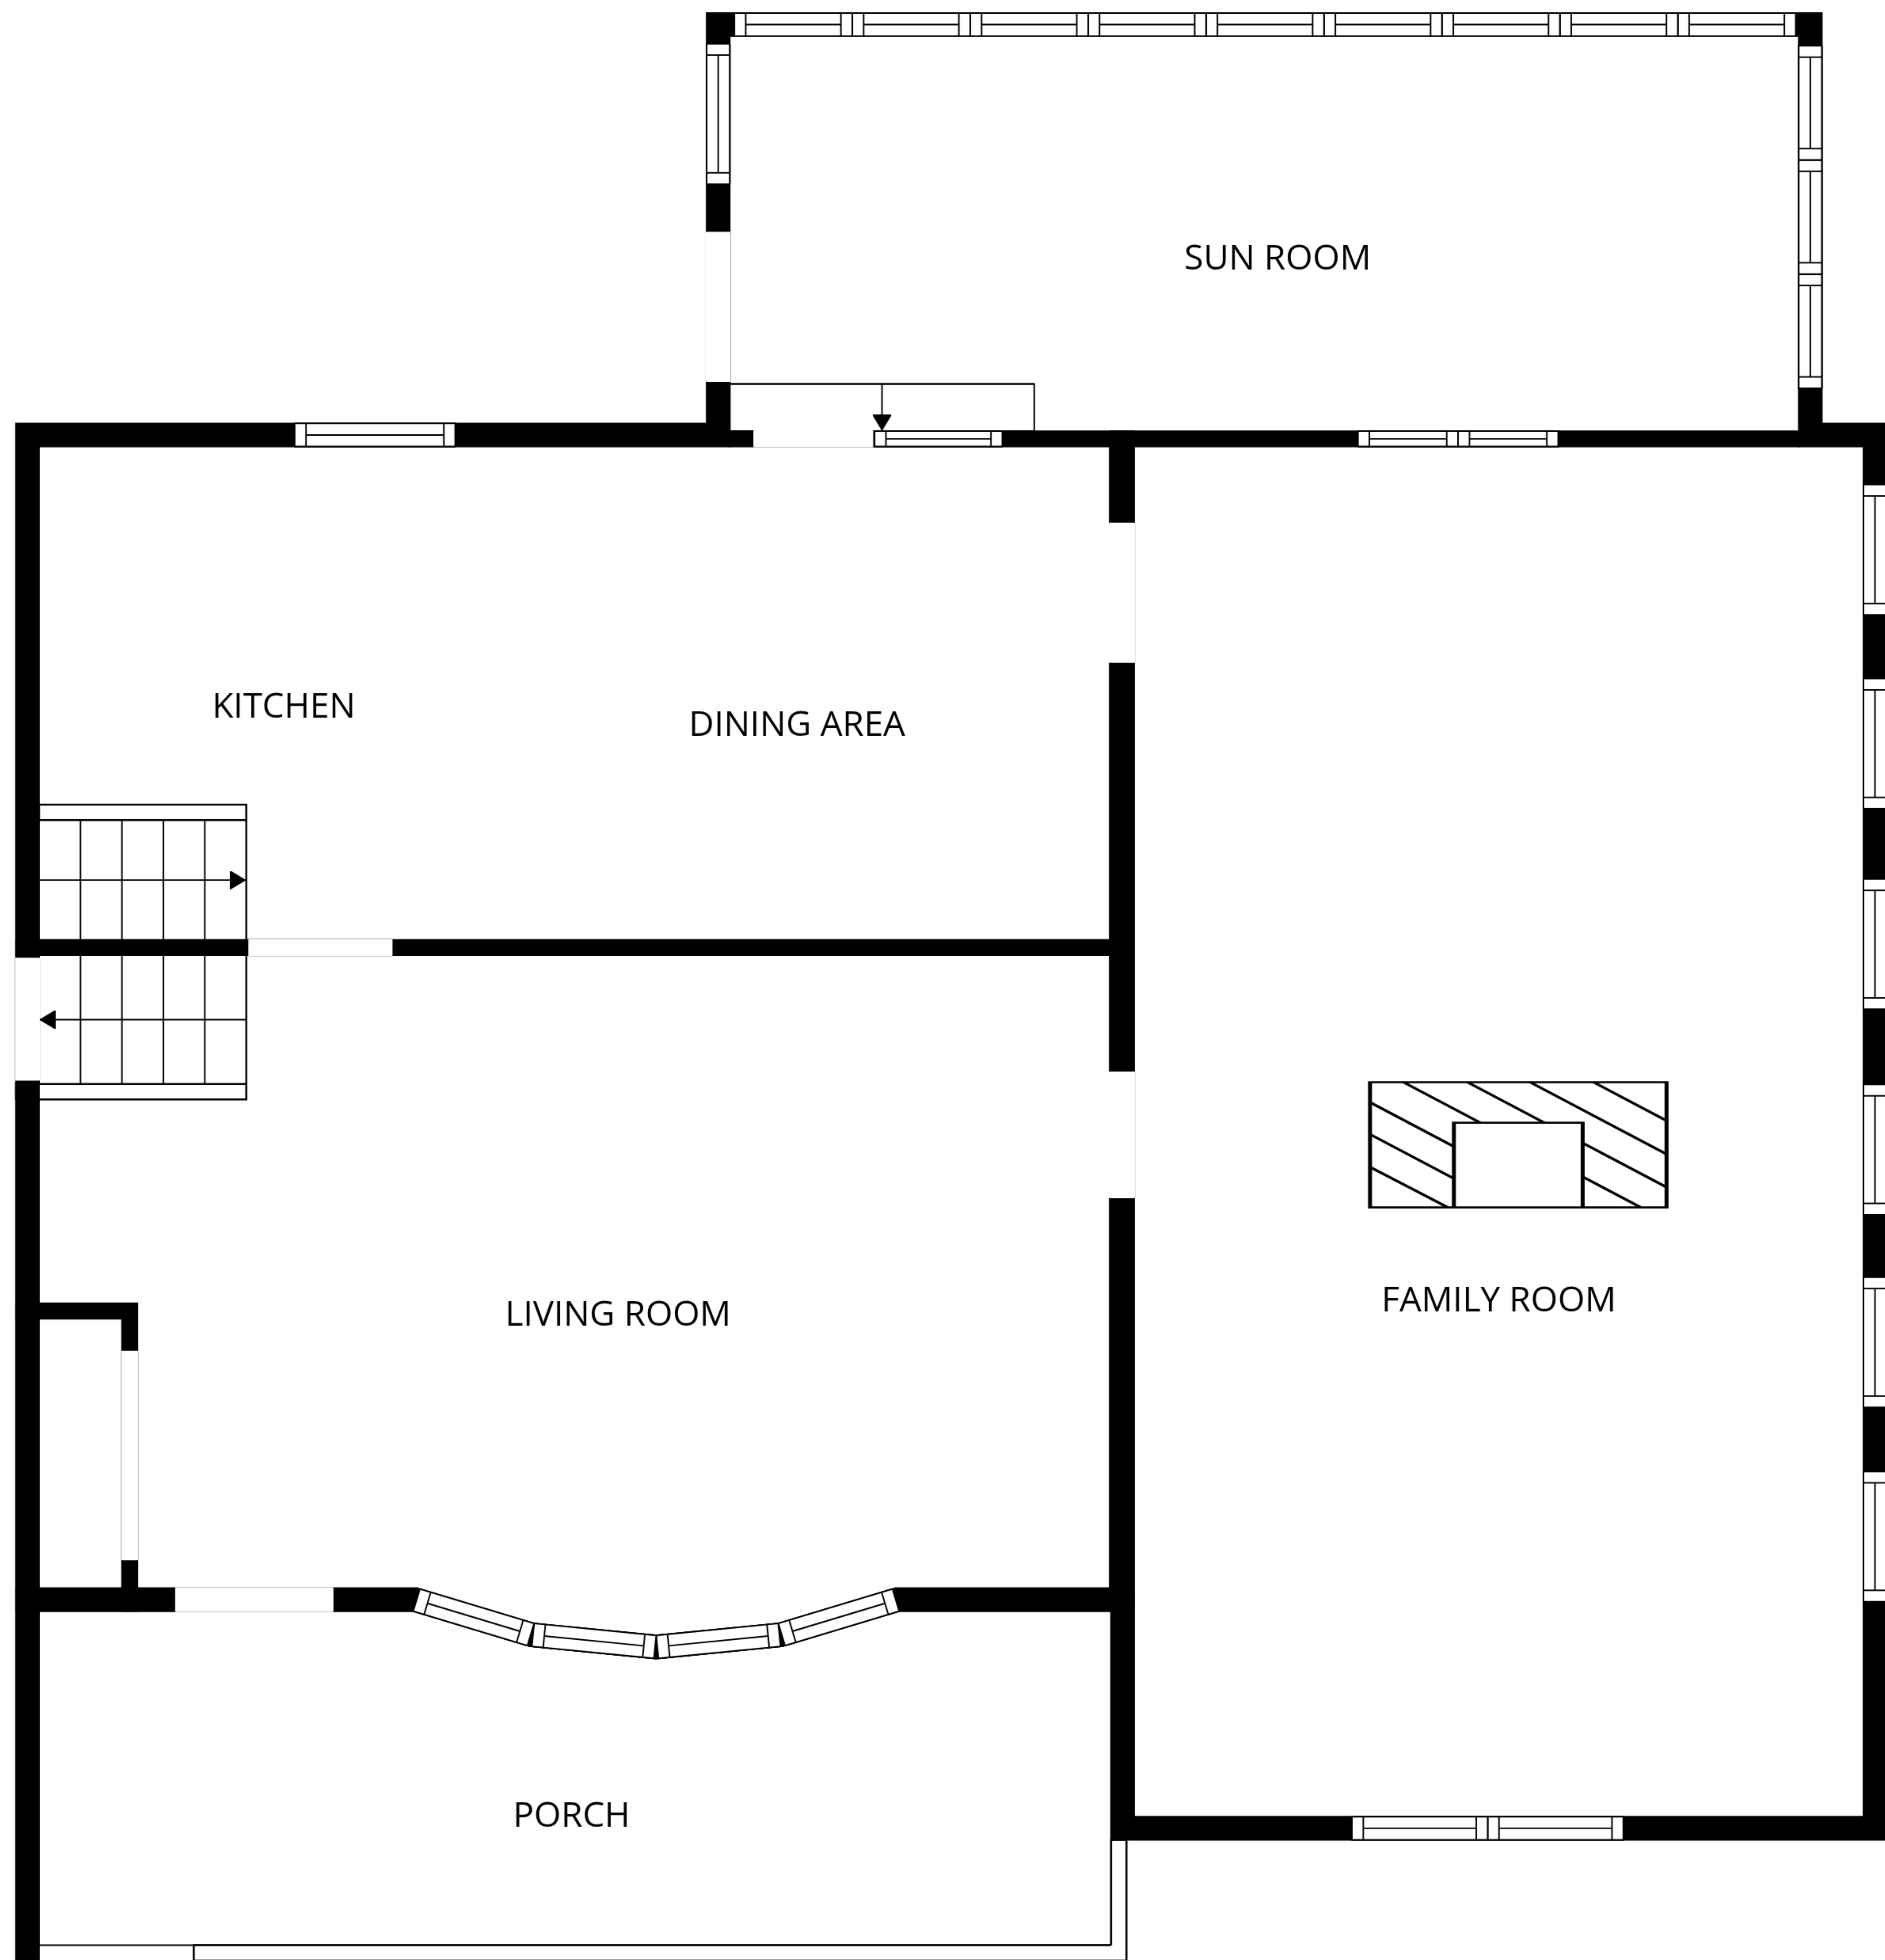 SUN ROOM
KITCHEN
DINING AREA
LIVING ROOM
FAMILY ROOM
PORCH